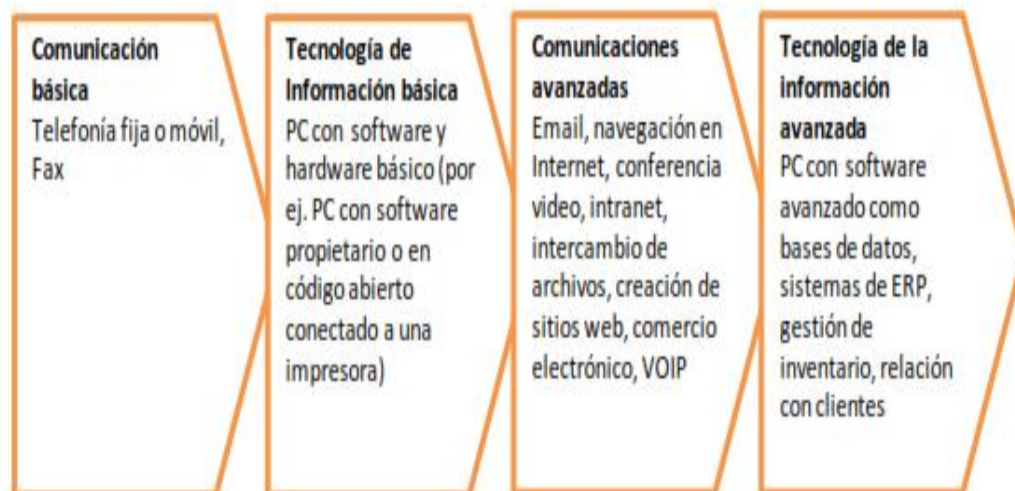 Comunicación
básica
Telefonía fija o móvil,
Fax
Tecnología de
Información básica
PC con software y
hardware básico (por
ej. PC con software
propietario o en
código abierto
conectado a una
impresora)
Comunicaciones
avanzadas
Email, navegación en
Internet, conferencia
video, intranet,
intercambio de
archivos, creación de
sitios web, comercio
electrónico, VOIP
Tecnología de la
información
avanzada
PC con software
avanzado como
bases de datos,
sistemas de ERP,
gestión de
inventario, relación
con clientes